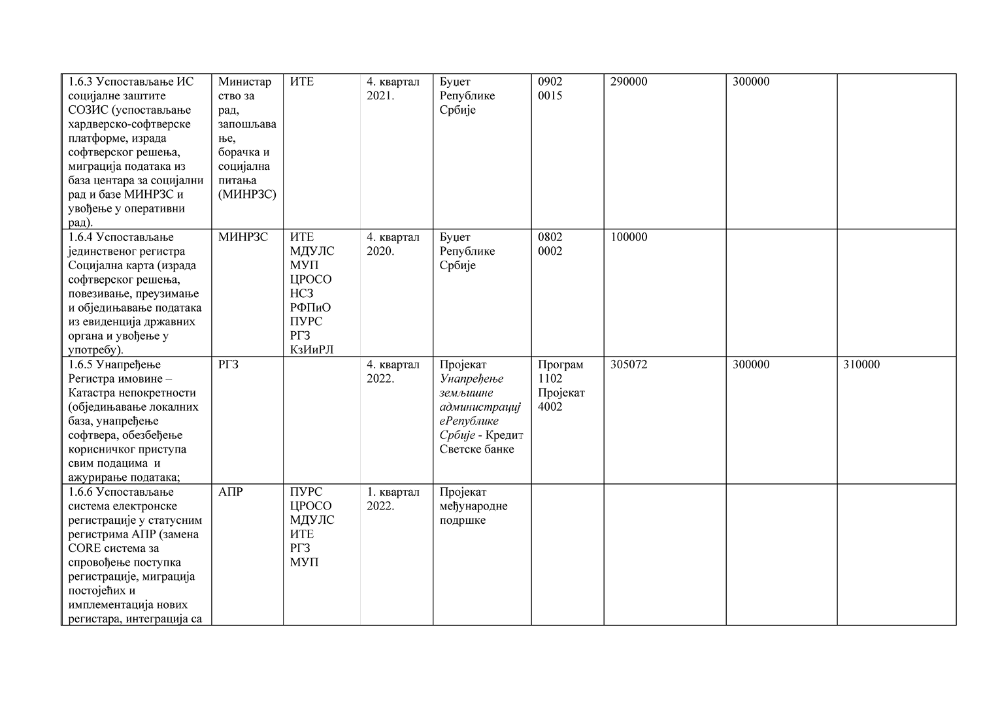 1.6.3 Успостављање ИС
социјалне заштите
СОЗИС (успостављање
хардверско-софтверске
платформе, израда
софтверског решења,
миграција података из
база центара за социјални
рад и базе МИНРЗС и
увођење у оперативни
рад).
Министар
ство за
рад,
запошљава
ње,
борачка и
социјална
питања
(МИНРЗС)
ИТЕ
4. квартал
2021.
Буџет
Републике
Србије
0902
0015
290000
300000
1.6.4 Успостављање
јединственог регистра
Социјална карта (израда
софтверског решења,
повезивање, преузимање
и обједињавање података
из евиденција државних
органа и увођење у
употребу).
МИНРЗС
ИТЕ
МДУЛС
МУП
ЦРОСО
НСЗ
РФПиО
ПУРС
РГЗ
КзИиРЛ
4. квартал
2020.
Буџет
Републике
Србије
0802
0002
100000
1.6.5 Унапређење
Регистра имовине –
Катастра непокретности
(обједињавање локалних
база, унапређење
софтвера, обезбеђење
корисничког приступа
свим подацима и
ажурирање података;
РГЗ
4. квартал
2022.
Пројекат
Унапређење
земљишне
администрациј
еРепублике
Србије - Кредит
Светске банке
Програм
1102
Пројекат
4002
305072
300000
310000
1.6.6 Успостављање
система електронске
регистрације у статусним
регистрима АПР (замена
CORE система за
спровођење поступка
регистрације, миграција
постојећих и
имплементација нових
регистара, интеграција са
АПР
ПУРС
ЦРОСО
МДУЛС
ИТЕ
РГЗ
МУП
1. квартал
2022.
Пројекат
међународне
подршке